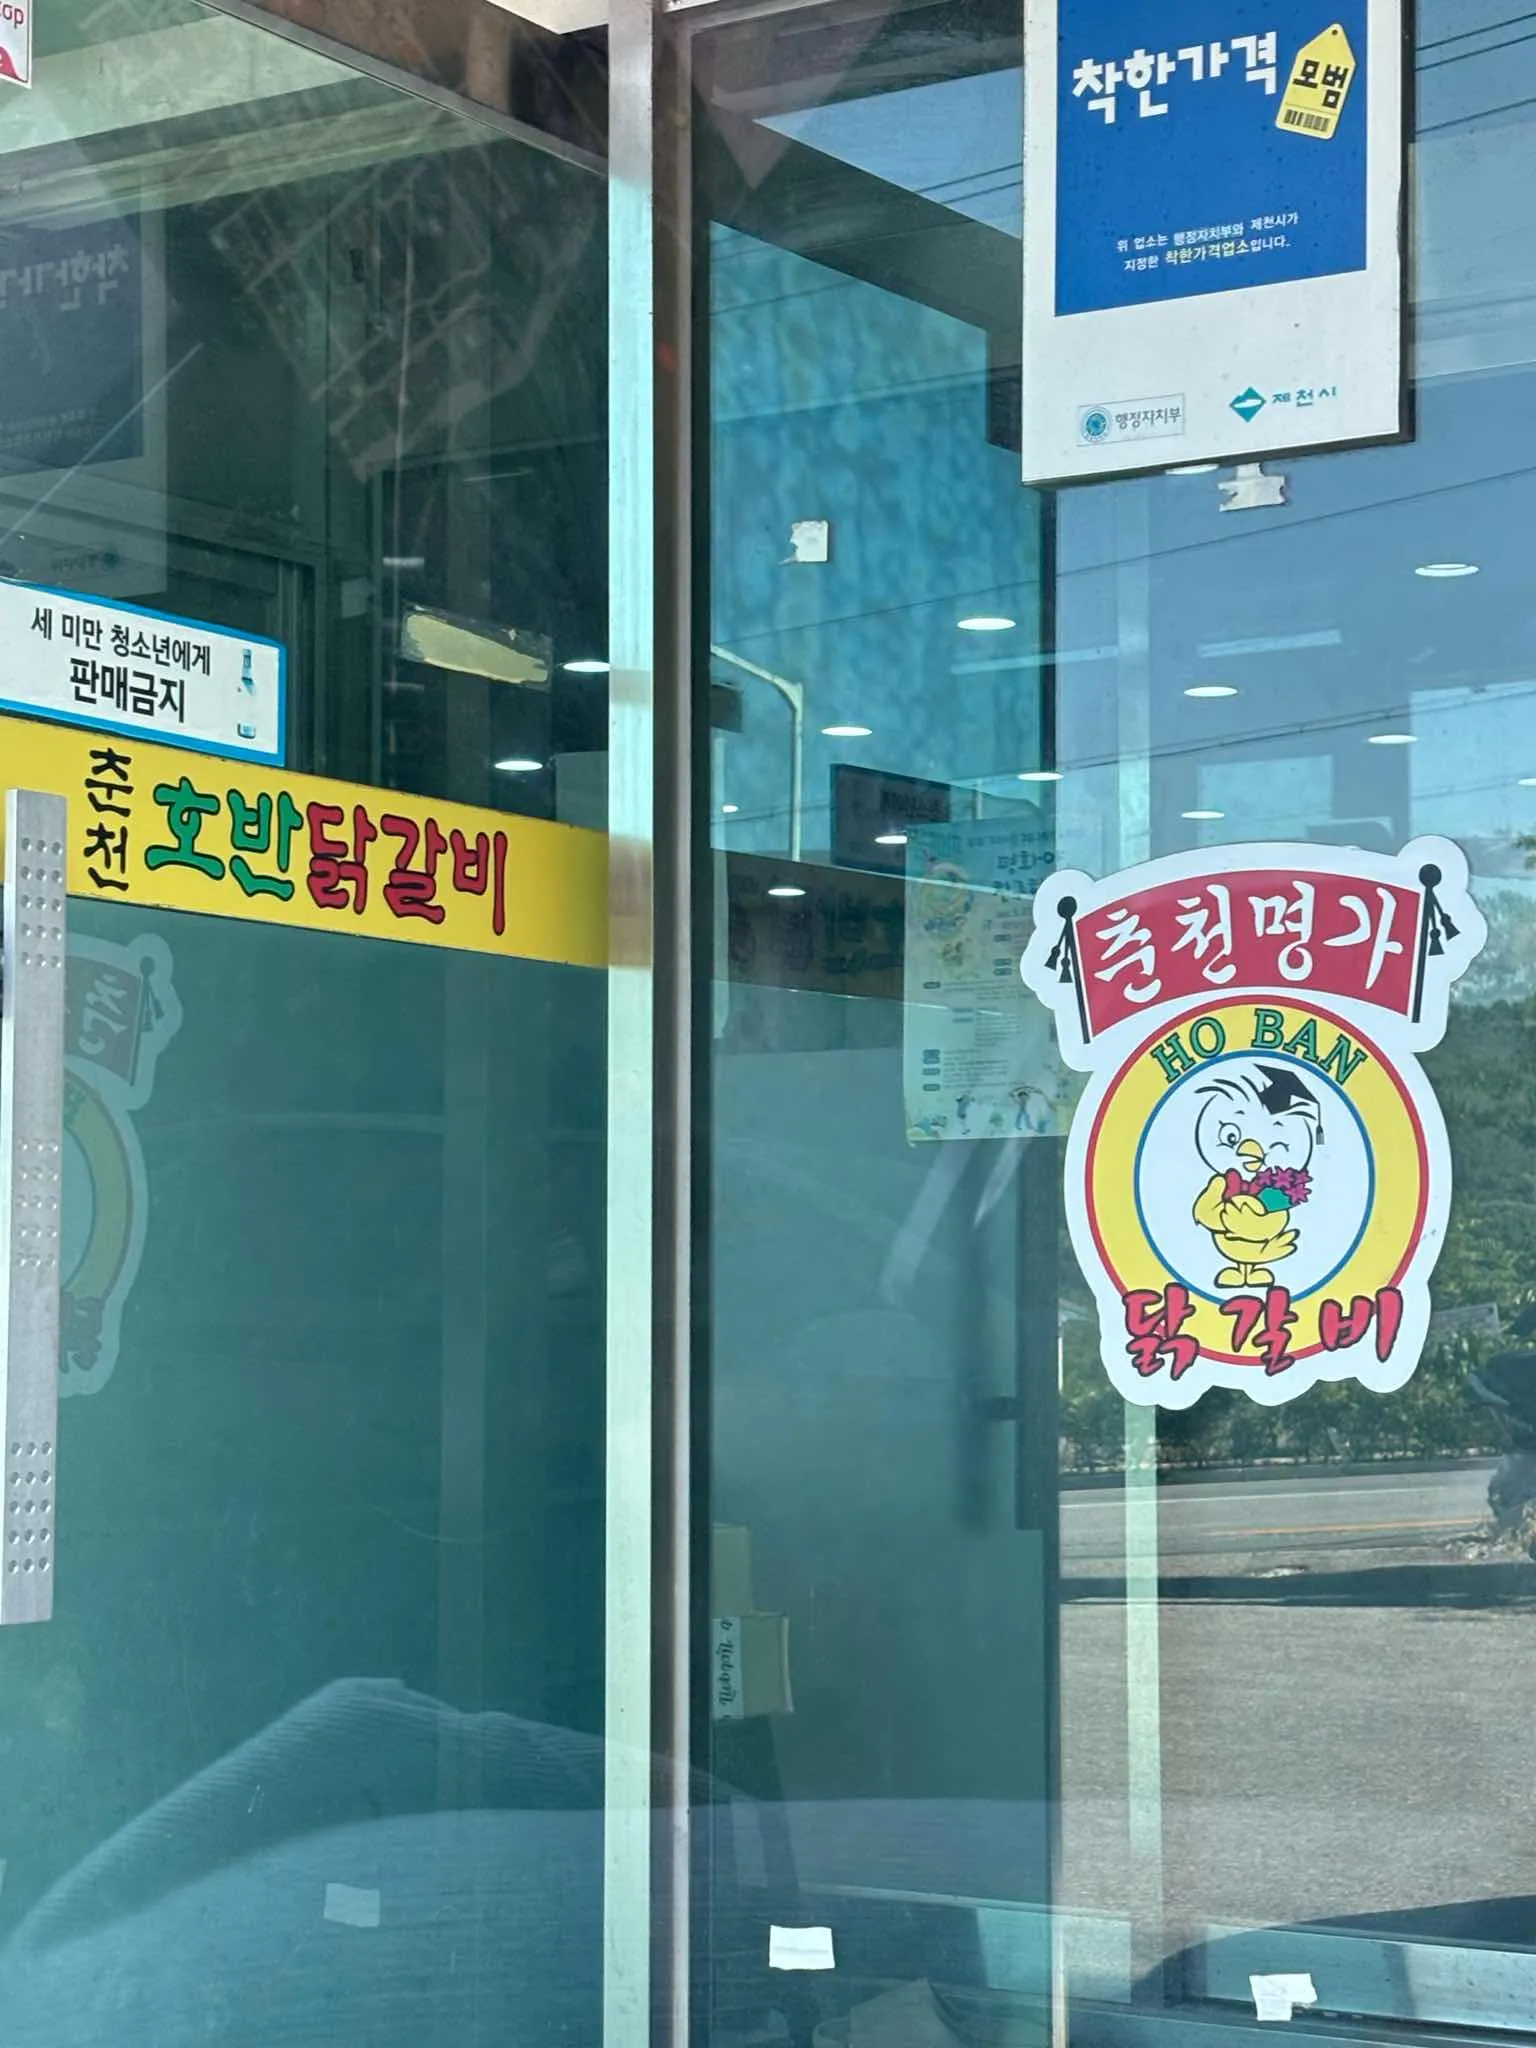 착한가격
모범
위 업소는 행정자치부와 제천시가
지정한 착한가격업소입니다.
행정자치부
제천시
세 미만 청소년에게
판매금지
춘천
호반닭갈비
춘천명가
HO BAN
닭갈비